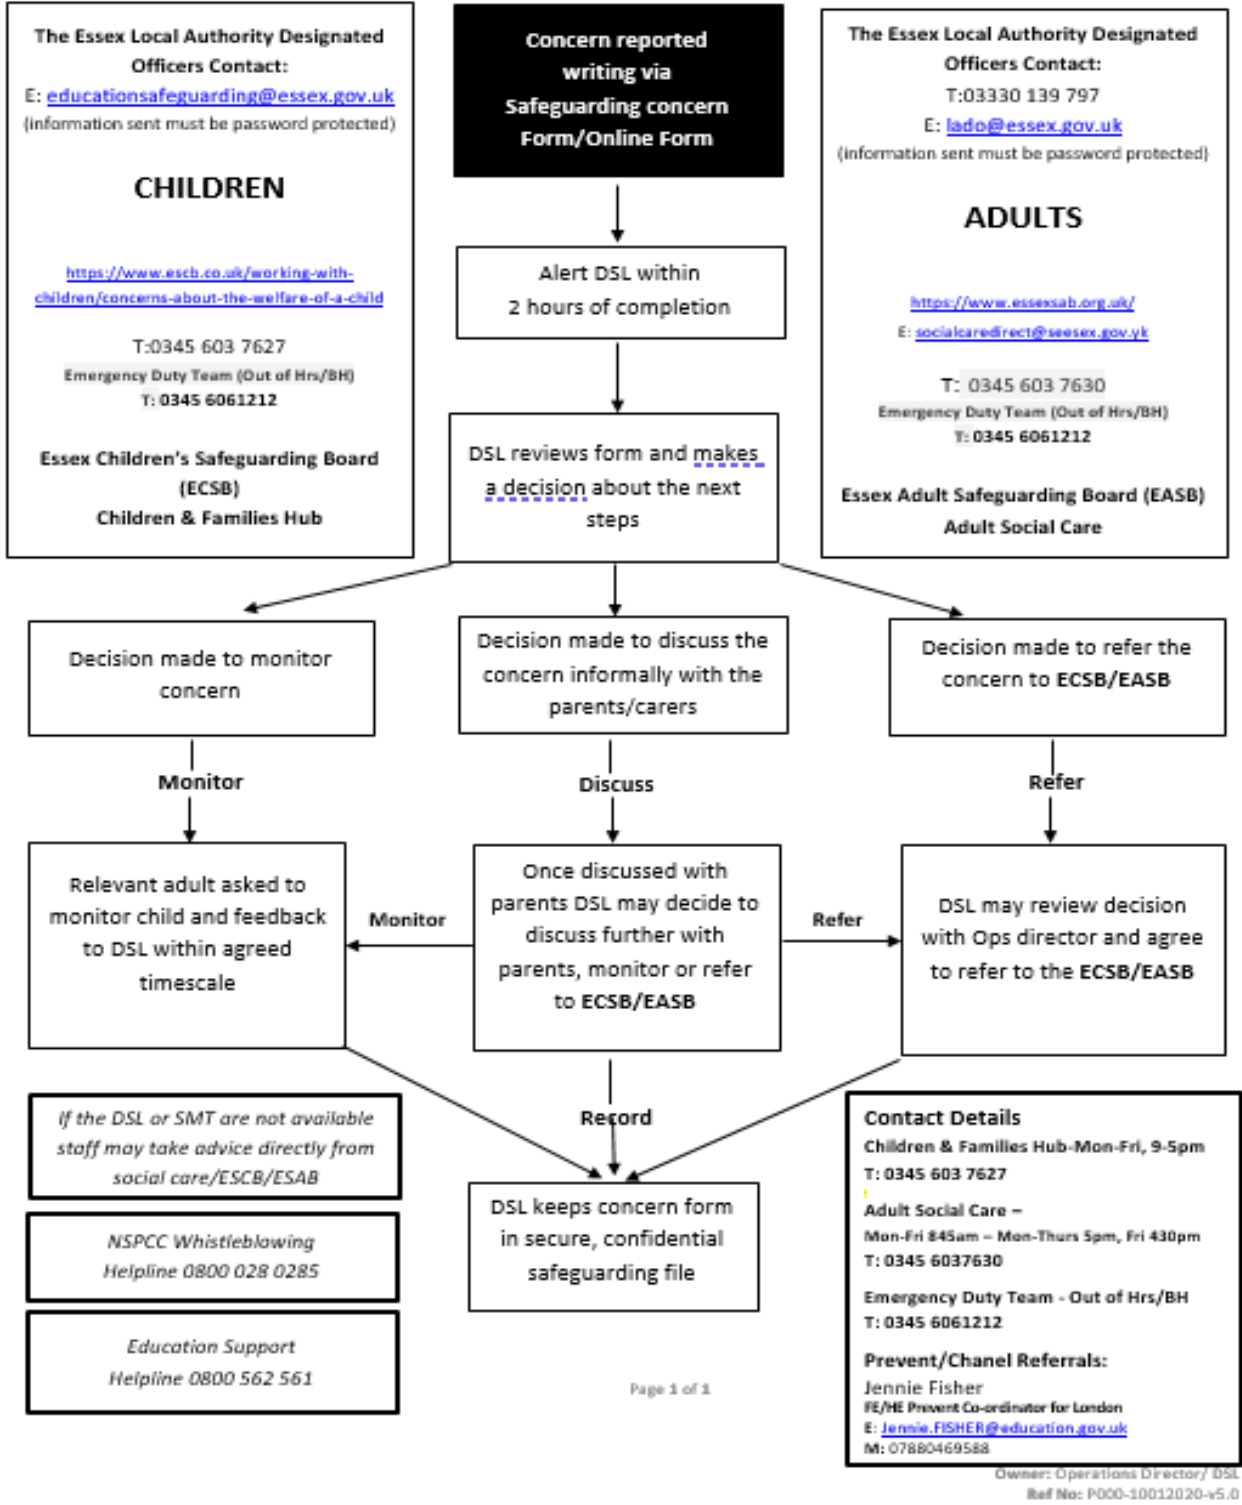 The Essex Local Authority Designated
Officers Contact:
E: educationsafeguarding@essex.gov.uk
(information sent must be password protected)
CHILDREN
https://www.escb.co.uk/working-with-
children/concerns-about-the-welfare-of-a-child
T:0345 603 7627
Emergency Duty Team (Out of Hrs/BH)
T: 0345 6061212
Essex Children's Safeguarding Board
(ECSB)
Children & Families Hub
Concern reported
writing via
Safeguarding concern
Form/Online Form
The Essex Local Authority Designated
Officers Contact:
T:03330 139 797
E: lado@essex.gov.uk
(information sent must be password protected)
ADULTS
https://www.essexsab.org.uk/
E: socialcaredirect@seesex.gov.yk
T: 0345 603 7630
Emergency Duty Team (Out of Hrs/BH)
T: 0345 6061212
Essex Adult Safeguarding Board (EASB)
Adult Social Care
Alert DSL within
2 hours of completion
DSL reviews form and makes
a decision about the next
steps
Decision made to monitor
concern
Decision made to discuss the
concern informally with the
parents/carers
Decision made to refer the
concern to ECSB/EASB
Monitor
Discuss
Refer
Relevant adult asked to
monitor child and feedback
to DSL within agreed
timescale
Monitor
Once discussed with
parents DSL may decide to
discuss further with
parents, monitor or refer
to ECSB/EASB
Refer
DSL may review decision
with Ops director and agree
to refer to the ECSB/EASB
Record
DSL keeps concern form
in secure, confidential
safeguarding file
If the DSL or SMT are not available
staff may take advice directly from
social care/ESCB/ESAB
NSPCC Whistleblowing
Helpline 0800 028 0285
Education Support
Helpline 0800 562 561
Contact Details
Children & Families Hub-Mon-Fri, 9-5pm
T: 0345 603 7627
Adult Social Care –
Mon-Fri 845am – Mon-Thurs 5pm, Fri 430pm
T: 0345 6037630
Emergency Duty Team - Out of Hrs/BH
T: 0345 6061212
Prevent/Chanel Referrals:
Jennie Fisher
FE/HE Prevent Co-ordinator for London
E: Jennie.FISHER@education.gov.uk
M: 07880469588
Page 1 of 1
Owner: Operations Director/ DSL
Ref No: P000-10012020-v5.0